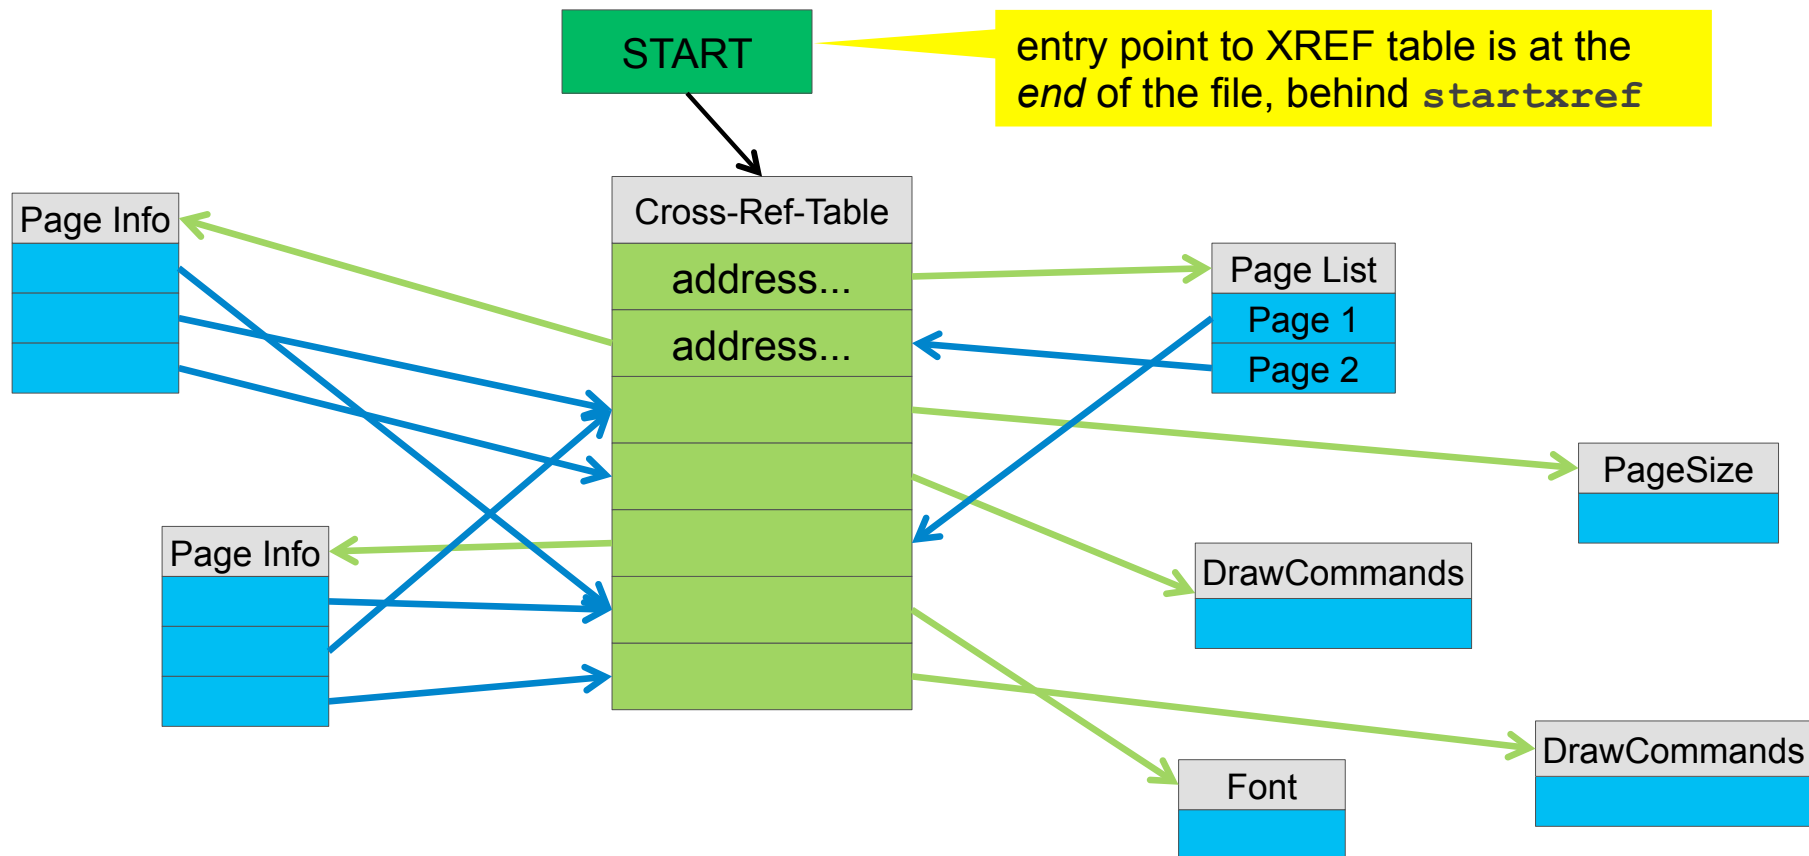 START
entry point to XREF table is at the
end of the file, behind startxref
Page Info
Cross-Ref-Table
address...
address...
Page List
Page 1
Page 2
PageSize
Page Info
DrawCommands
DrawCommands
Font